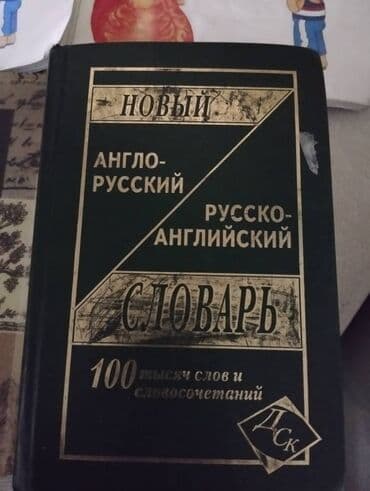 НОВЫЙ
АНГЛО-
РУССКИЙ
РУССКО-
АНГЛИЙСКИЙ
СЛОВАРЬ
100 тысяч слов и
словосочетаний
ДСК